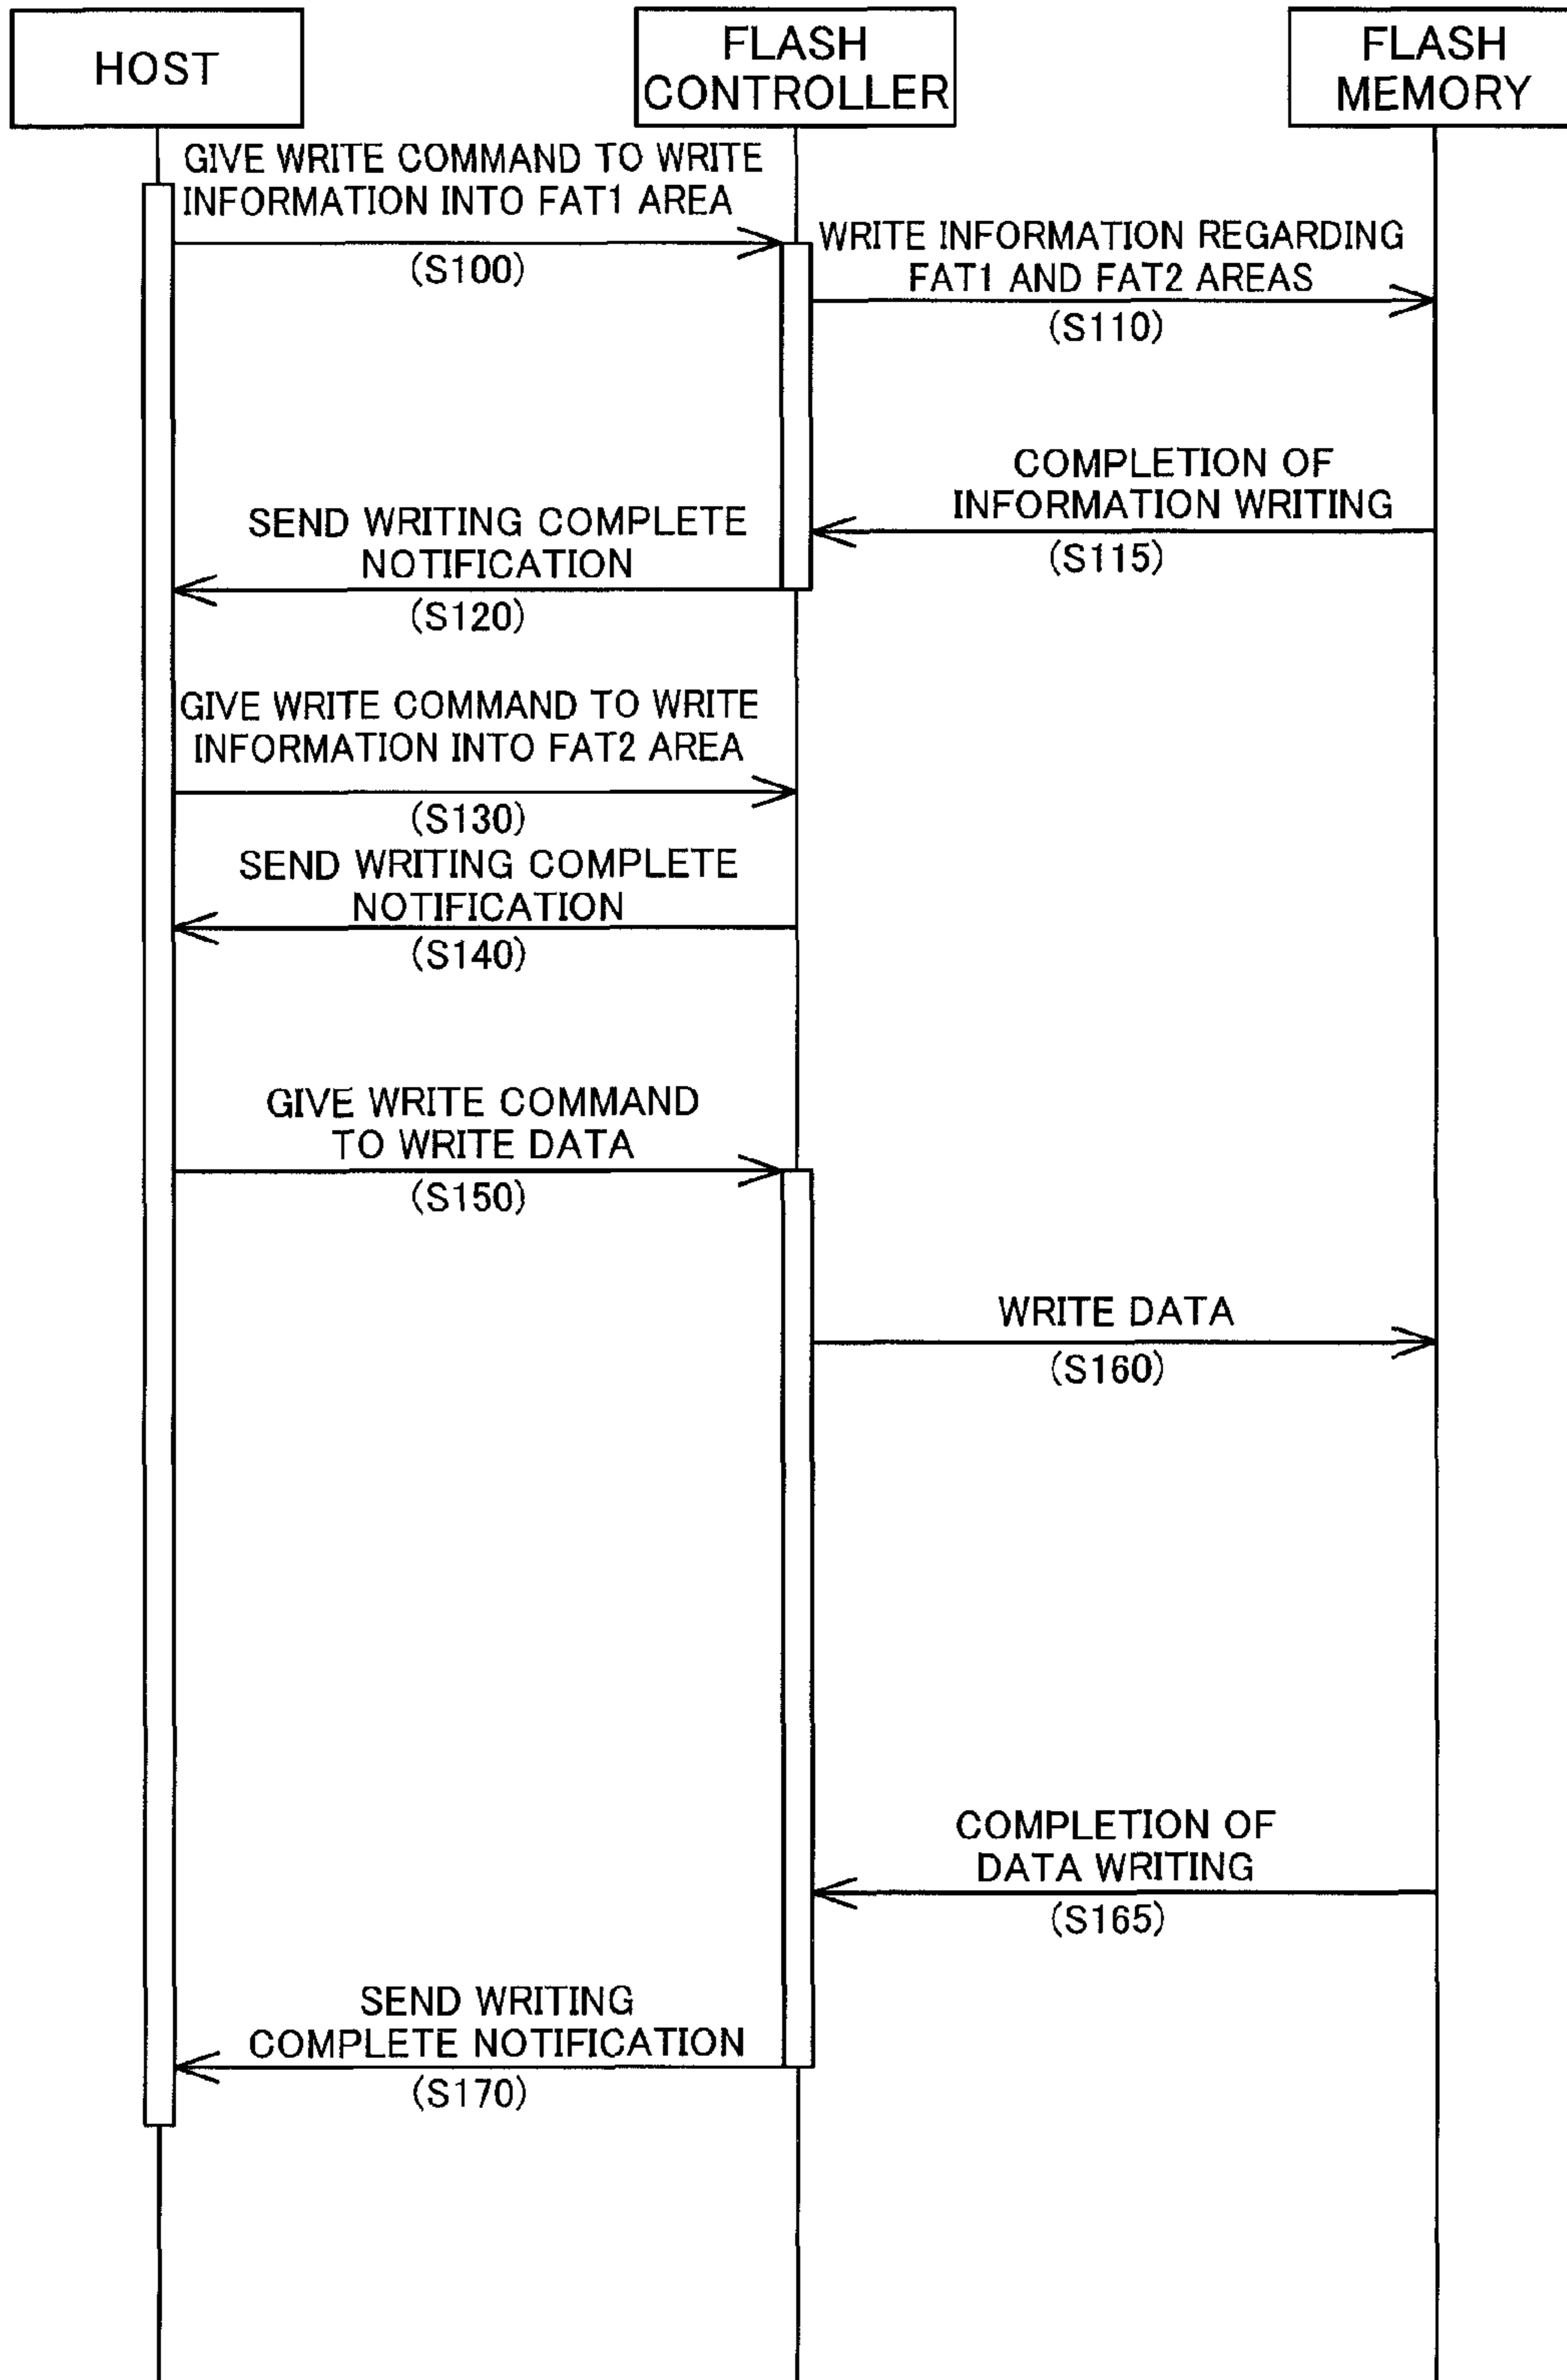 HOST
FLASH
CONTROLLER
FLASH
MEMORY
GIVE WRITE COMMAND TO WRITE
INFORMATION INTO FAT1 AREA
(S100)
WRITE INFORMATION REGARDING
FAT1 AND FAT2 AREAS
(S110)
COMPLETION OF
INFORMATION WRITING
(S115)
SEND WRITING COMPLETE
NOTIFICATION
(S120)
GIVE WRITE COMMAND TO WRITE
INFORMATION INTO FAT2 AREA
(S130)
SEND WRITING COMPLETE
NOTIFICATION
(S140)
GIVE WRITE COMMAND
TO WRITE DATA
(S150)
WRITE DATA
(S160)
COMPLETION OF
DATA WRITING
(S165)
SEND WRITING
COMPLETE NOTIFICATION
(S170)